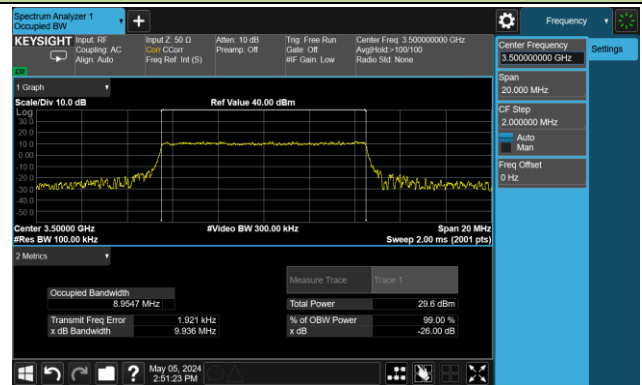 Spectrum Analyzer 1
Occupied BW
Frequency
KEYSIGHT
Input: RF
Coupling: AC
Align: Auto
Input Z: 50 Ω
Corr CCorr
Freq Ref: Int (S)
Atten: 10 dB
Preamp: Off
Trig: Free Run
Gate: Off
#IF Gain: Low
Center Freq: 3.500000000 GHz
Avg|Hold:>100/100
Radio Std: None
Center Frequency
3.500000000 GHz
Settings
Span
20.000 MHz
CF Step
2.000000 MHz
Auto
Man
Freq Offset
0 Hz
LW
1 Graph
Scale/Div 10.0 dB
Ref Value 40.00 dBm
Log
30.0
20.0
10.0
0.00
-10.0
-20.0
-30.0
-40.0
-50.0
Center 3.50000 GHz
#Video BW 300.00 kHz
Span 20 MHz
#Res BW 100.00 kHz
Sweep 2.00 ms (2001 pts)
2 Metrics
Measure Trace
Trace 1
Occupied Bandwidth
8.9547 MHz
Total Power
29.6 dBm
Transmit Freq Error
1.921 kHz
% of OBW Power
99.00 %
x dB Bandwidth
9.936 MHz
x dB
-26.00 dB
?
May 05, 2024
2:51:23 PM